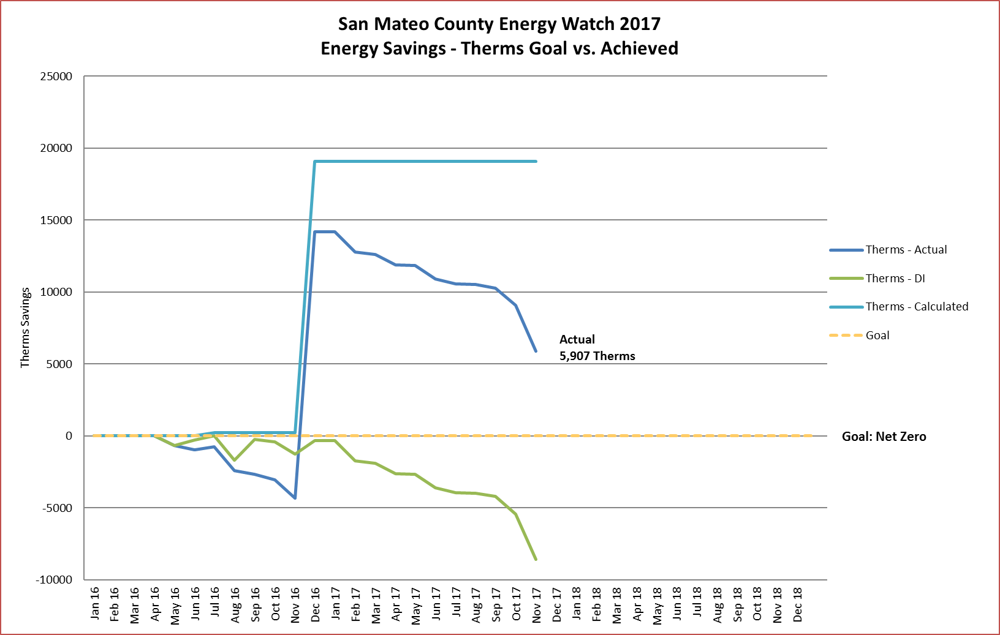 San Mateo County Energy Watch 2017
Energy Savings - Therms Goal vs. Achieved
25000
20000
15000
10000
5000
0
-5000
-10000
Therms Savings
Actual
5,907 Therms
Therms - Actual
Therms - DI
Therms - Calculated
Goal
Goal: Net Zero
Jan 16
Feb 16
Mar 16
Apr 16
May 16
Jun 16
Jul 16
Aug 16
Sep 16
Oct 16
Nov 16
Dec 16
Jan 17
Feb 17
Mar 17
Apr 17
May 17
Jun 17
Jul 17
Aug 17
Sep 17
Oct 17
Nov 17
Dec 17
Jan 18
Feb 18
Mar 18
Apr 18
May 18
Jun 18
Jul 18
Aug 18
Sep 18
Oct 18
Nov 18
Dec 18